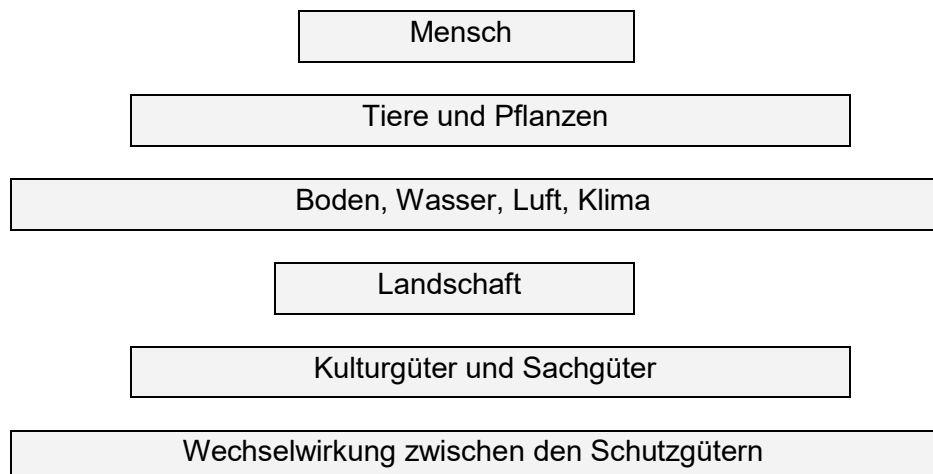 Mensch
Tiere und Pflanzen
Boden, Wasser, Luft, Klima
Landschaft
Kulturgüter und Sachgüter
Wechselwirkung zwischen den Schutzgütern